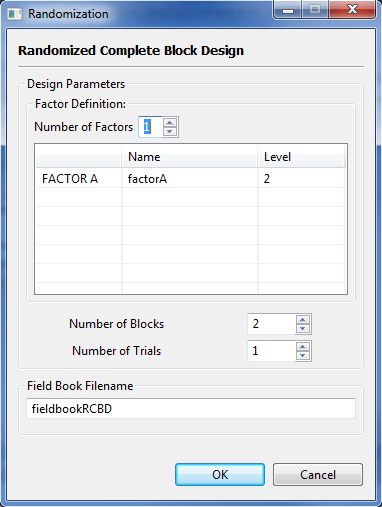 Randomization
Randomized Complete Block Design
Design Parameters
Factor Definition:
Number of Factors 1
Name Level
FACTOR A factorA 2
Number of Blocks 2
Number of Trials 1
Field Book Filename
fieldbookRCBD
OK Cancel